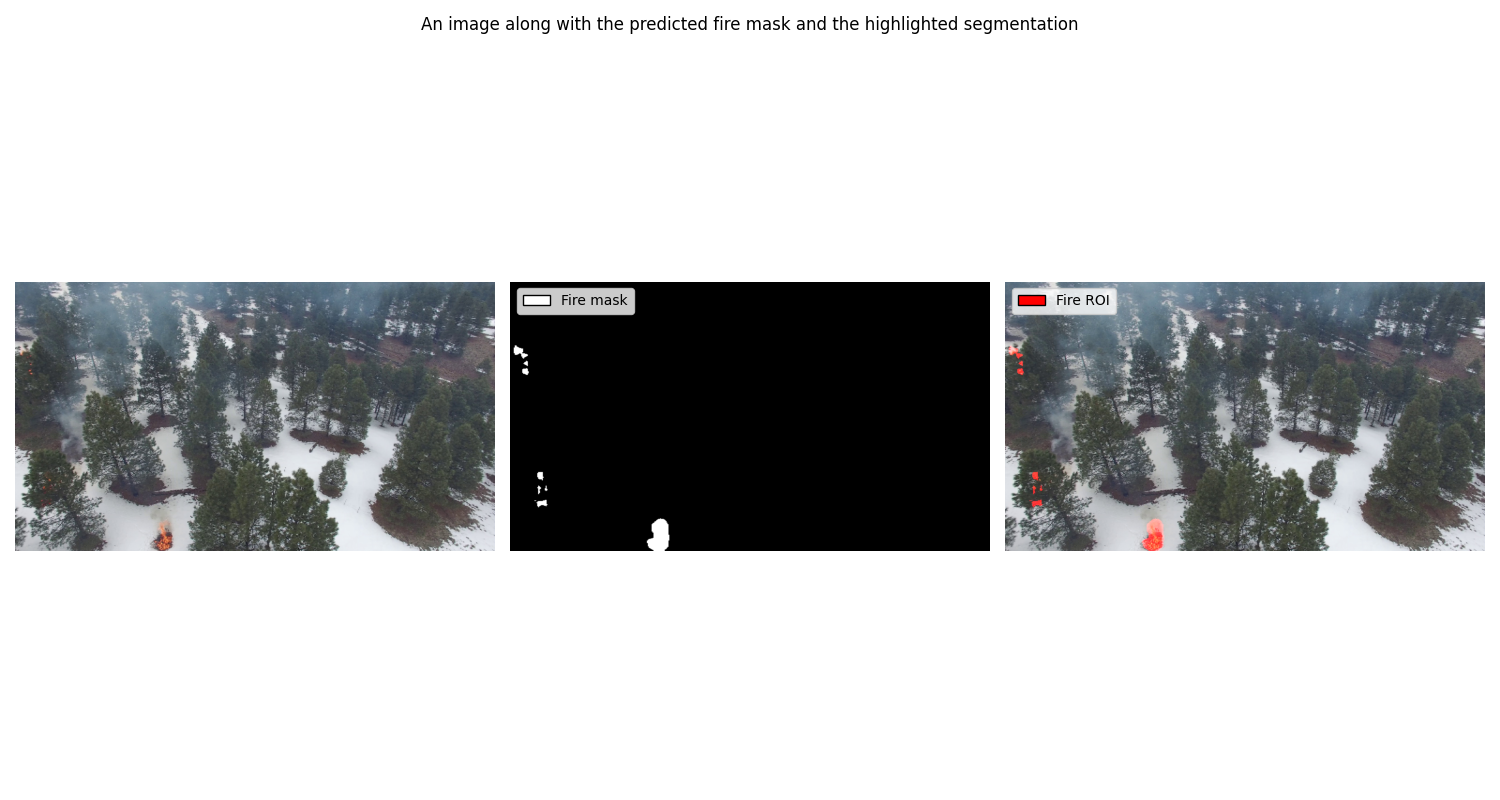 An image along with the predicted fire mask and the highlighted segmentation
Fire mask
Fire ROI